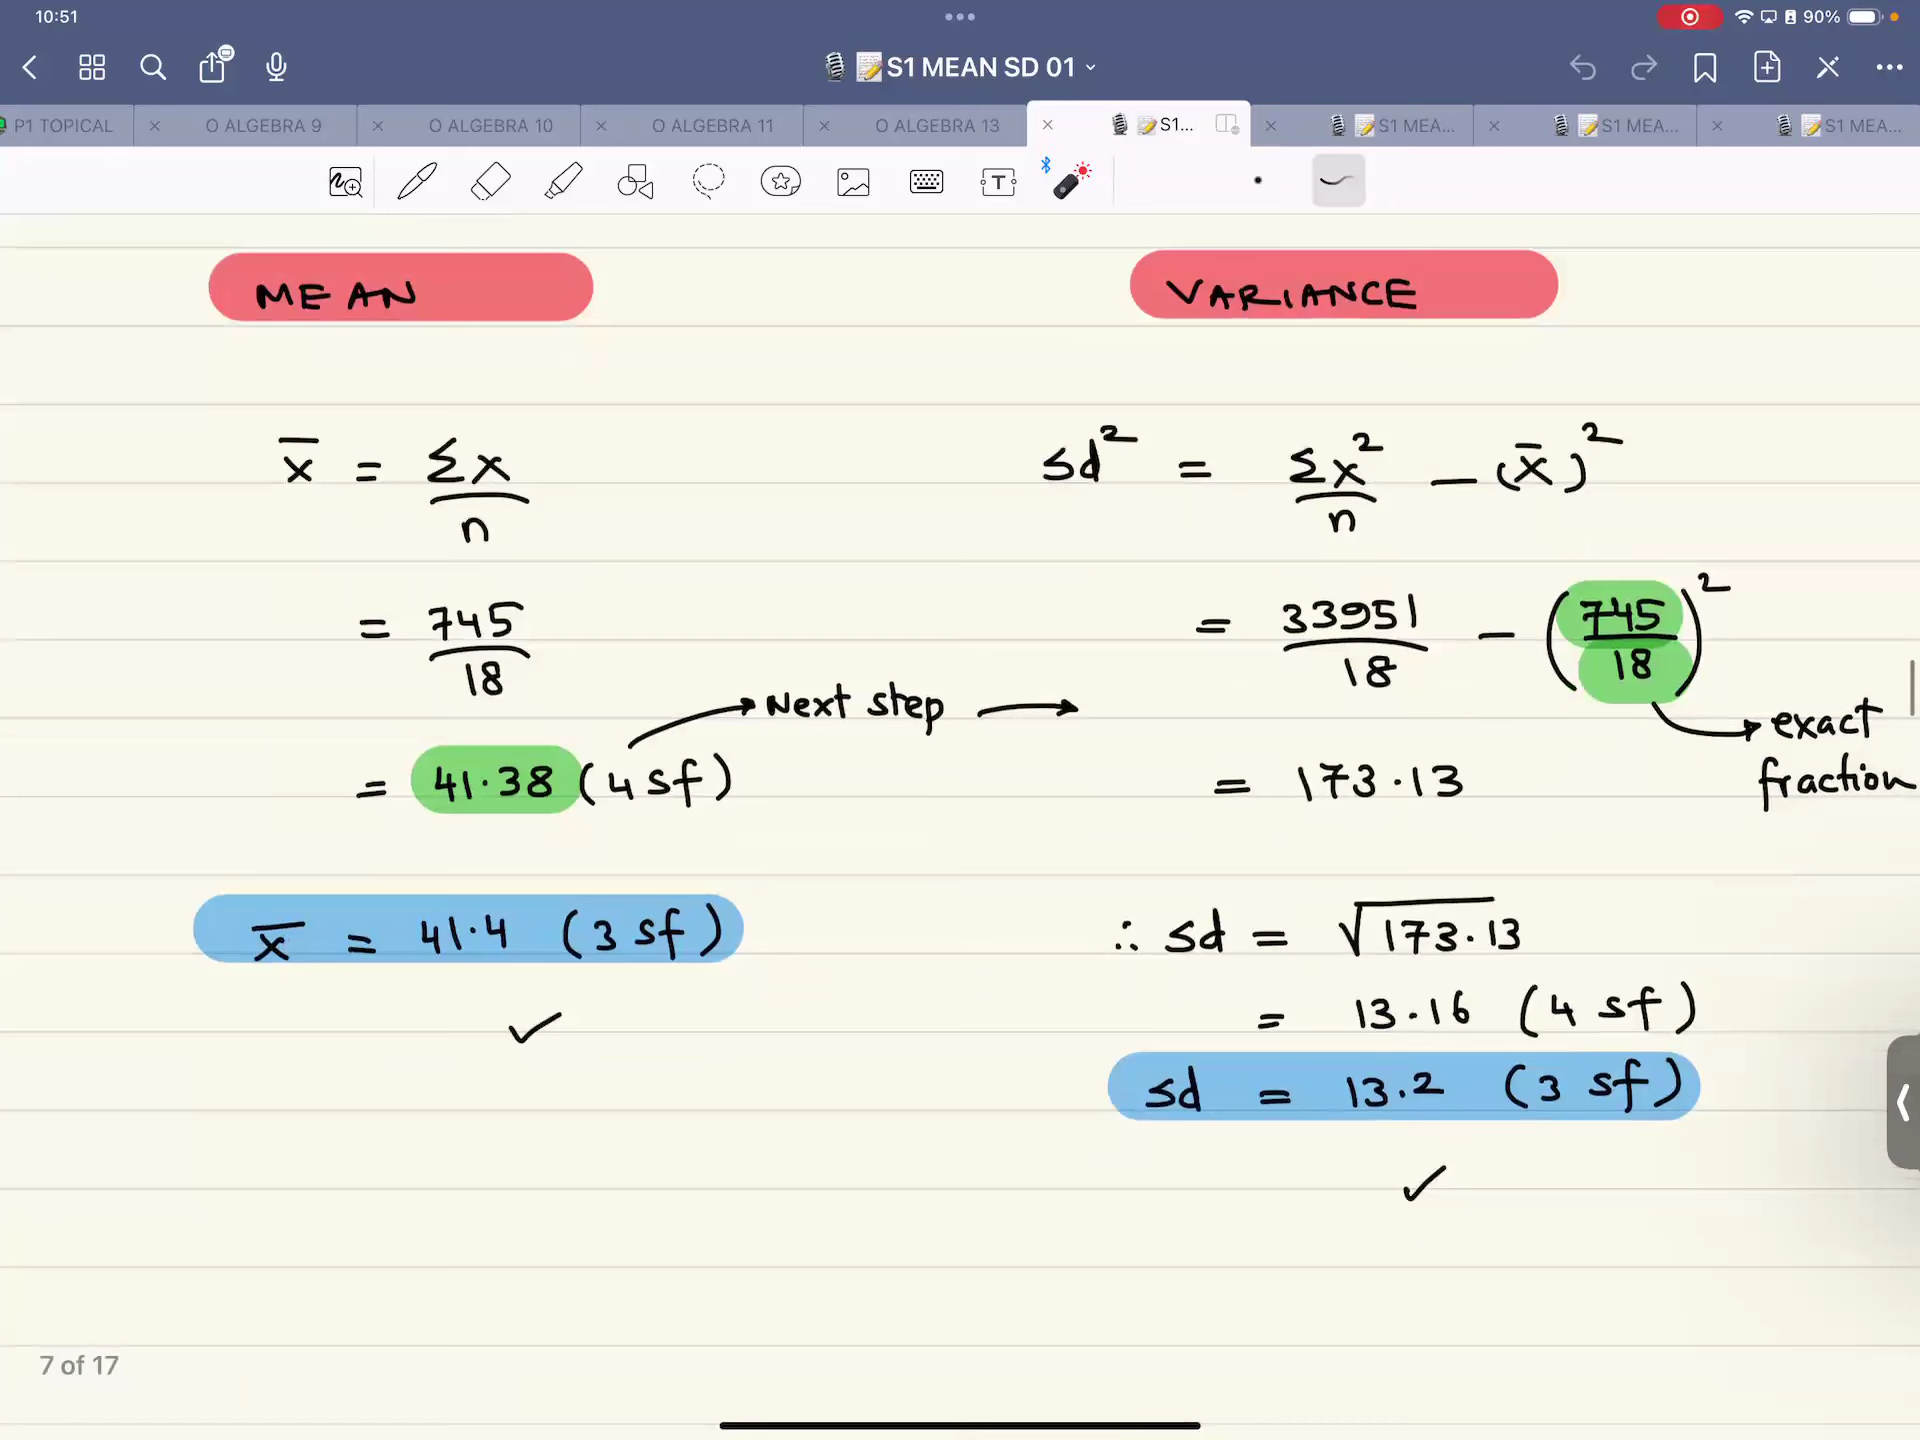 10:51
90%
S1 MEAN SD 01
P1 TOPICAL
O ALGEBRA 9
O ALGEBRA 10
O ALGEBRA 11
O ALGEBRA 13
S1...
S1 MEA...
S1 MEA...
S1 MEA...
MEAN
VARIANCE
x̄ = Σx/n
sd² = Σx²/n − (x̄)²
= 745/18
= 33951/18 − (745/18)²
→ Next step →
→ exact fraction
= 41.38 (4 sf)
= 173.13
x̄ = 41.4 (3 sf)
✓
∴ sd = √173.13
= 13.16 (4 sf)
sd = 13.2 (3 sf)
✓
7 of 17